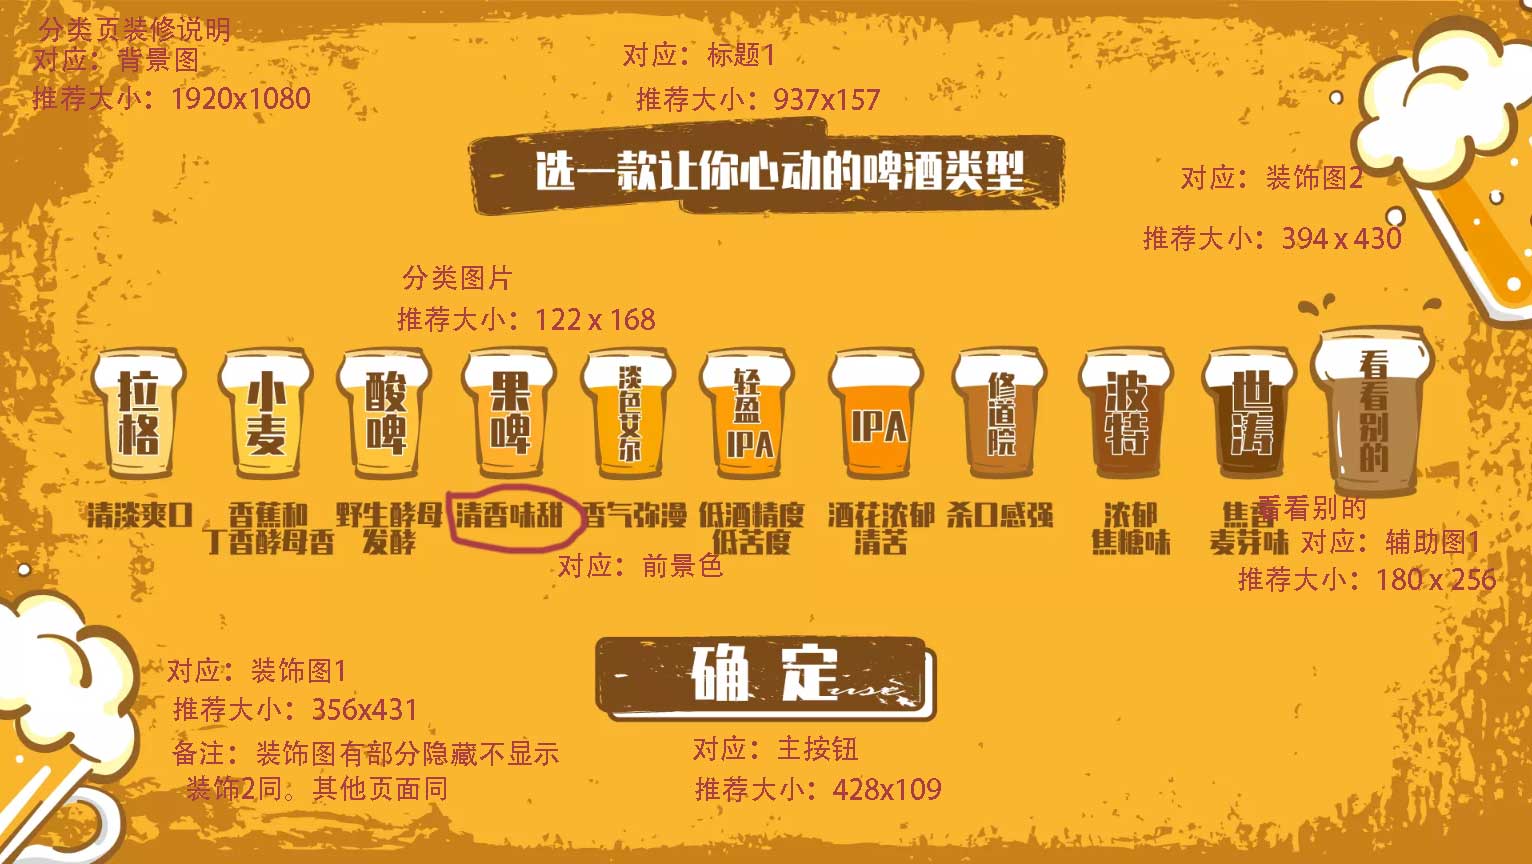 分类页装修说明
对应：背景图
推荐大小：1920x1080
对应：标题1
推荐大小：937x157
选一款让你心动的啤酒类型
use
对应：装饰图2
推荐大小：394 x 430
分类图片
推荐大小：122 x 168
拉格
小麦
酸啤
果啤
淡色艾尔
轻盈IPA
IPA
修道院
波特
世涛
看看别的
清淡爽口
香蕉和
丁香酵母香
野生酵母
发酵
清香味甜
香气弥漫
低酒精度
低苦度
酒花浓郁
清苦
杀口感强
浓郁
焦糖味
焦香
麦芽味
看看别的
对应：辅助图1
推荐大小：180 x 256
对应：前景色
确定
use
对应：主按钮
推荐大小：428x109
对应：装饰图1
推荐大小：356x431
备注：装饰图有部分隐藏不显示
装饰2同。其他页面同